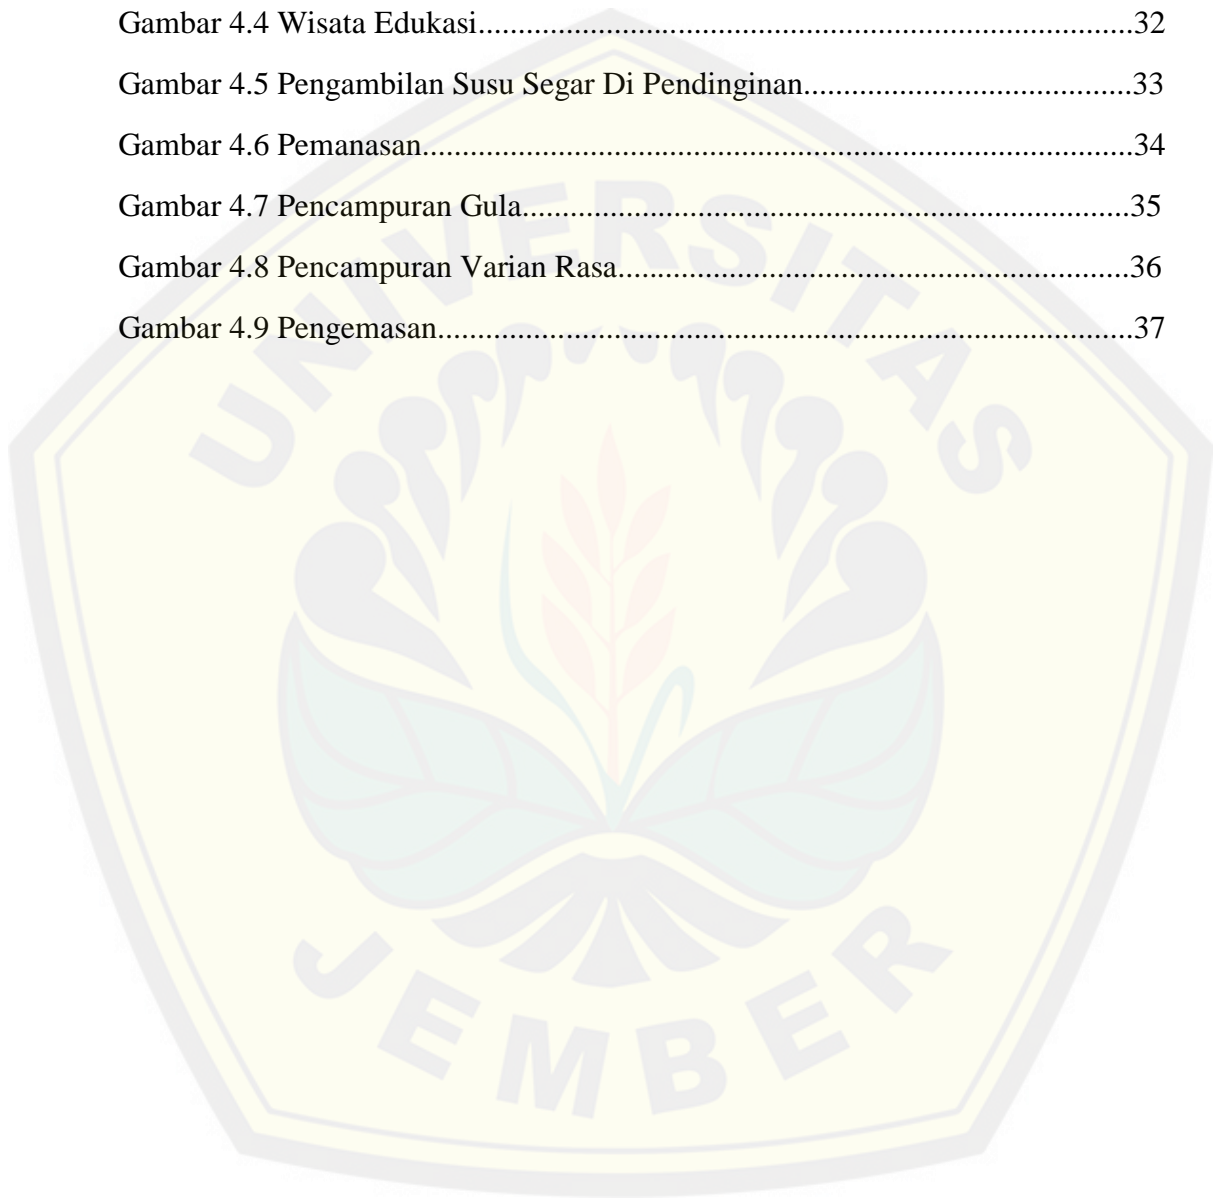 Gambar 4.4 Wisata Edukasi....................................................................................32
Gambar 4.5 Pengambilan Susu Segar Di Pendinginan..........................................33
Gambar 4.6 Pemanasan...........................................................................................34
Gambar 4.7 Pencampuran Gula..............................................................................35
Gambar 4.8 Pencampuran Varian Rasa..................................................................36
Gambar 4.9 Pengemasan.........................................................................................37
UNIVERSITAS
JEMBER